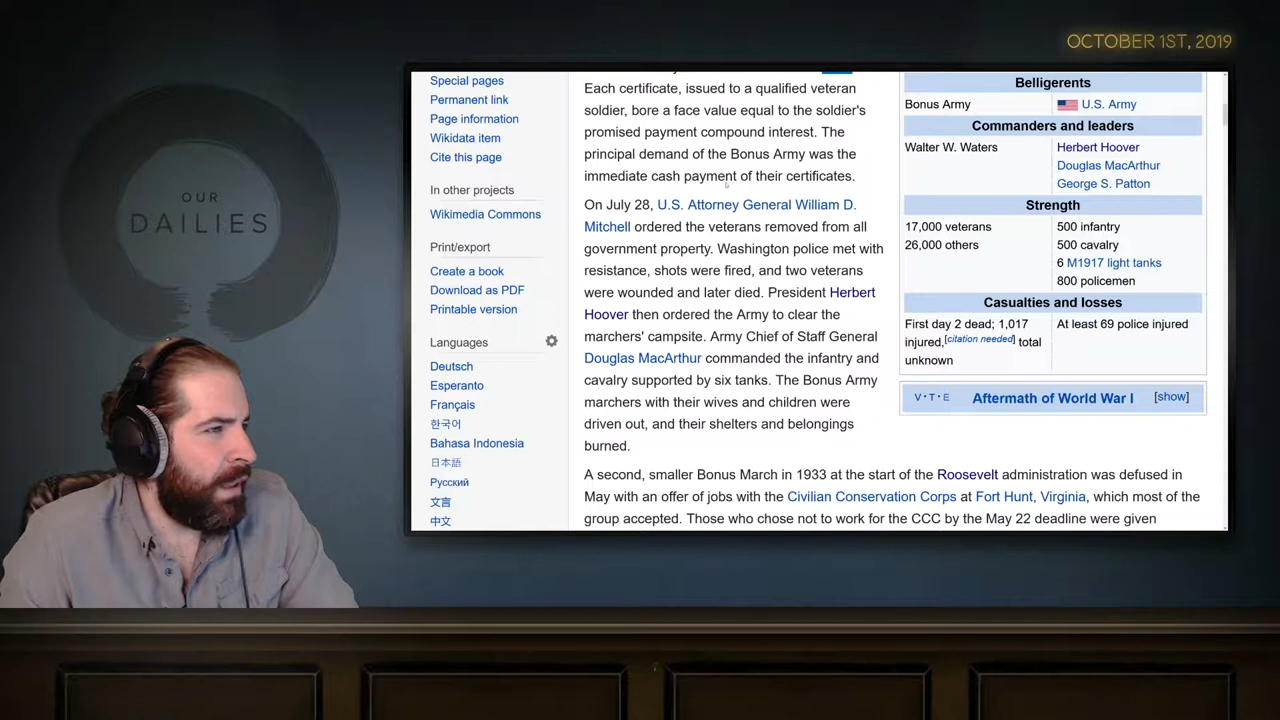 OCTOBER 1ST, 2019
OUR
DAILIES
Special pages
Permanent link
Page information
Wikidata item
Cite this page
In other projects
Wikimedia Commons
Print/export
Create a book
Download as PDF
Printable version
Languages
Deutsch
Esperanto
Français
한국어
Bahasa Indonesia
日本語
Русский
文言
中文
Each certificate, issued to a qualified veteran
soldier, bore a face value equal to the soldier's
promised payment compound interest. The
principal demand of the Bonus Army was the
immediate cash payment of their certificates.
On July 28, U.S. Attorney General William D.
Mitchell ordered the veterans removed from all
government property. Washington police met with
resistance, shots were fired, and two veterans
were wounded and later died. President Herbert
Hoover then ordered the Army to clear the
marchers' campsite. Army Chief of Staff General
Douglas MacArthur commanded the infantry and
cavalry supported by six tanks. The Bonus Army
marchers with their wives and children were
driven out, and their shelters and belongings
burned.
A second, smaller Bonus March in 1933 at the start of the Roosevelt administration was defused in
May with an offer of jobs with the Civilian Conservation Corps at Fort Hunt, Virginia, which most of the
group accepted. Those who chose not to work for the CCC by the May 22 deadline were given
Belligerents
Bonus Army U.S. Army
Commanders and leaders
Walter W. Waters Herbert Hoover
Douglas MacArthur
George S. Patton
Strength
17,000 veterans 500 infantry
26,000 others 500 cavalry
6 M1917 light tanks
800 policemen
Casualties and losses
First day 2 dead; 1,017 At least 69 police injured
injured,[citation needed] total
unknown
V · T · E Aftermath of World War I [show]